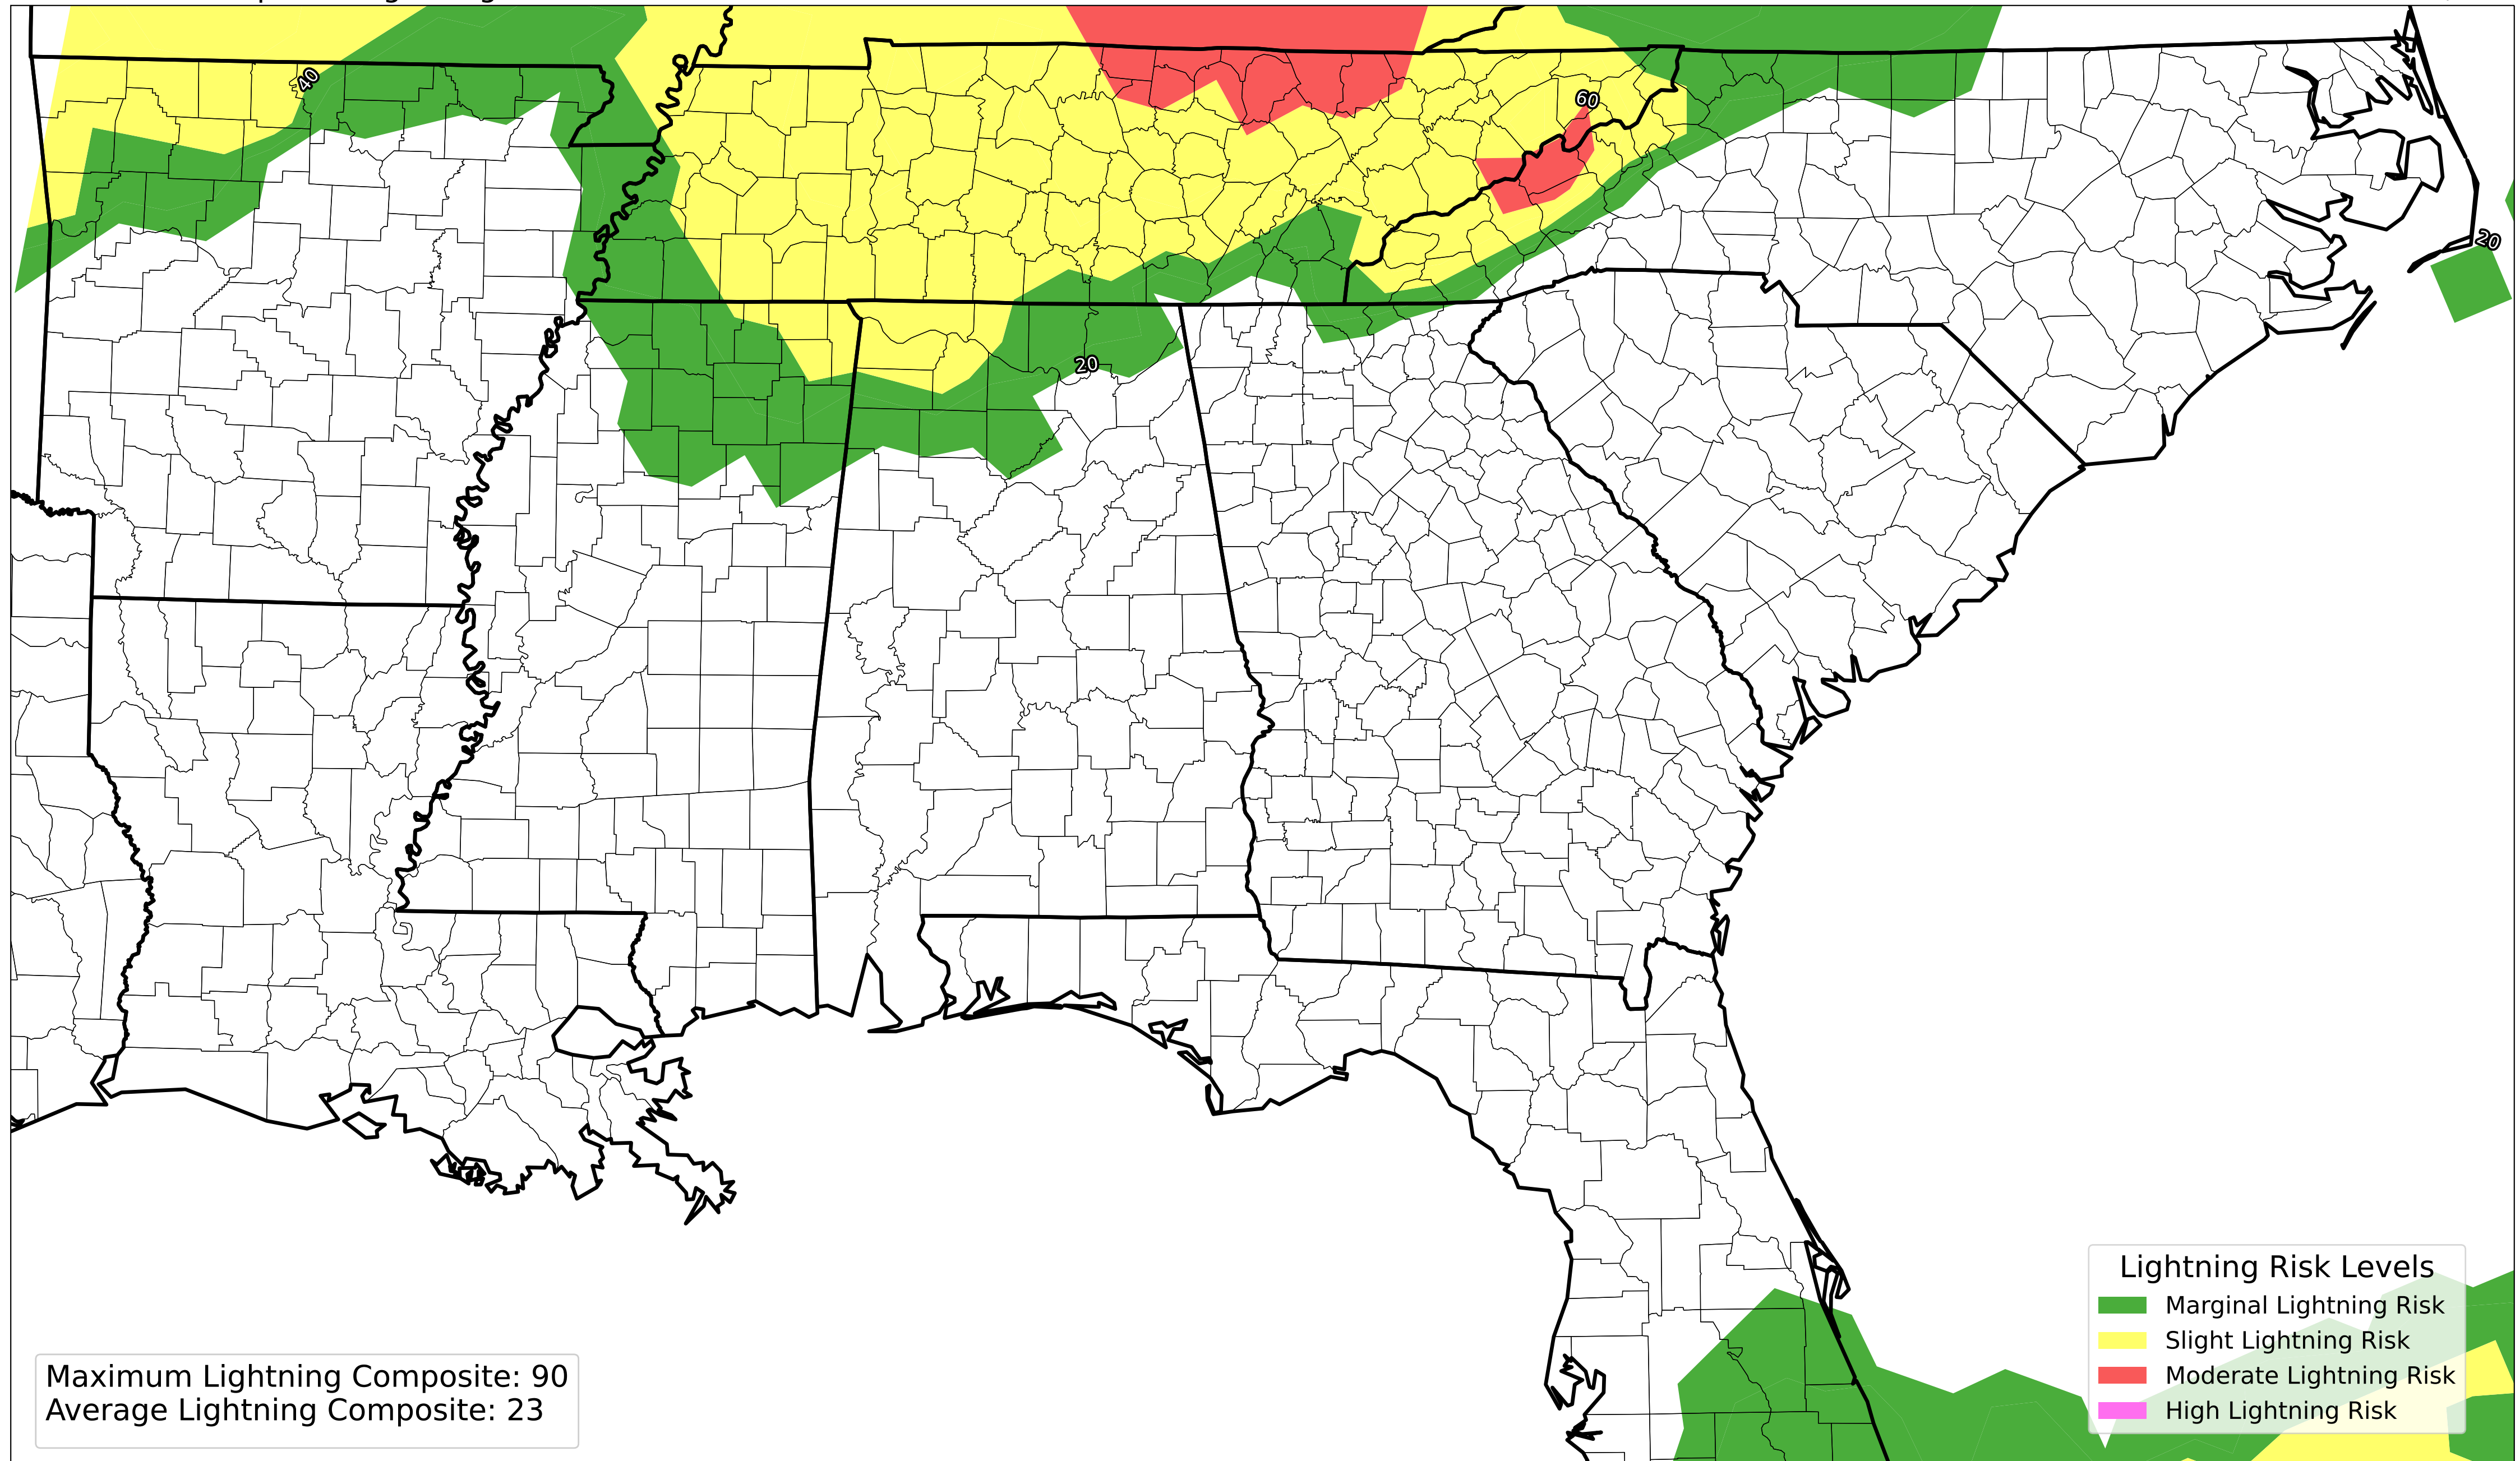 40
60
20
20
Lightning Risk Levels
Marginal Lightning Risk
Slight Lightning Risk
Moderate Lightning Risk
High Lightning Risk
Maximum Lightning Composite: 90
Average Lightning Composite: 23